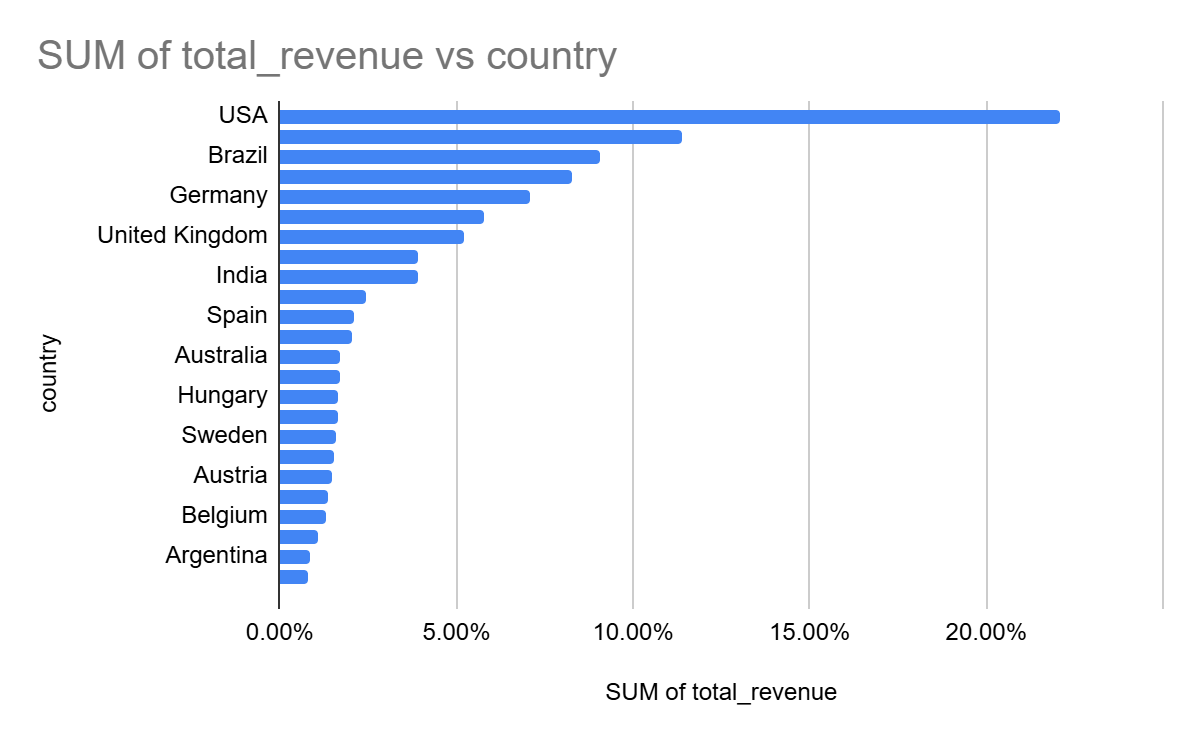 SUM of total_revenue vs country
USA
Brazil
Germany
United Kingdom
India
Spain
Australia
Hungary
Sweden
Austria
Belgium
Argentina
country
0.00% 5.00% 10.00% 15.00% 20.00%
SUM of total_revenue